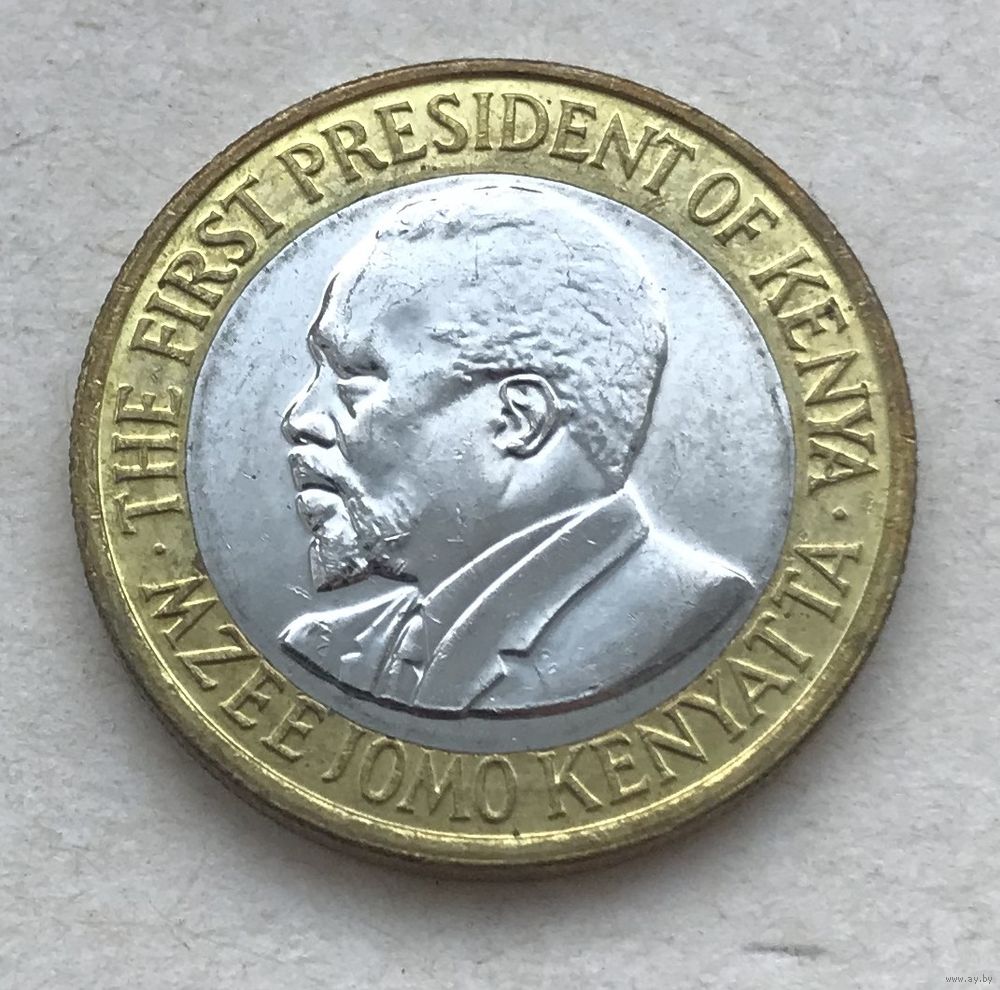 · THE FIRST PRESIDENT OF KENYA ·
MZEE JOMO KENYATTA
www.ay.by